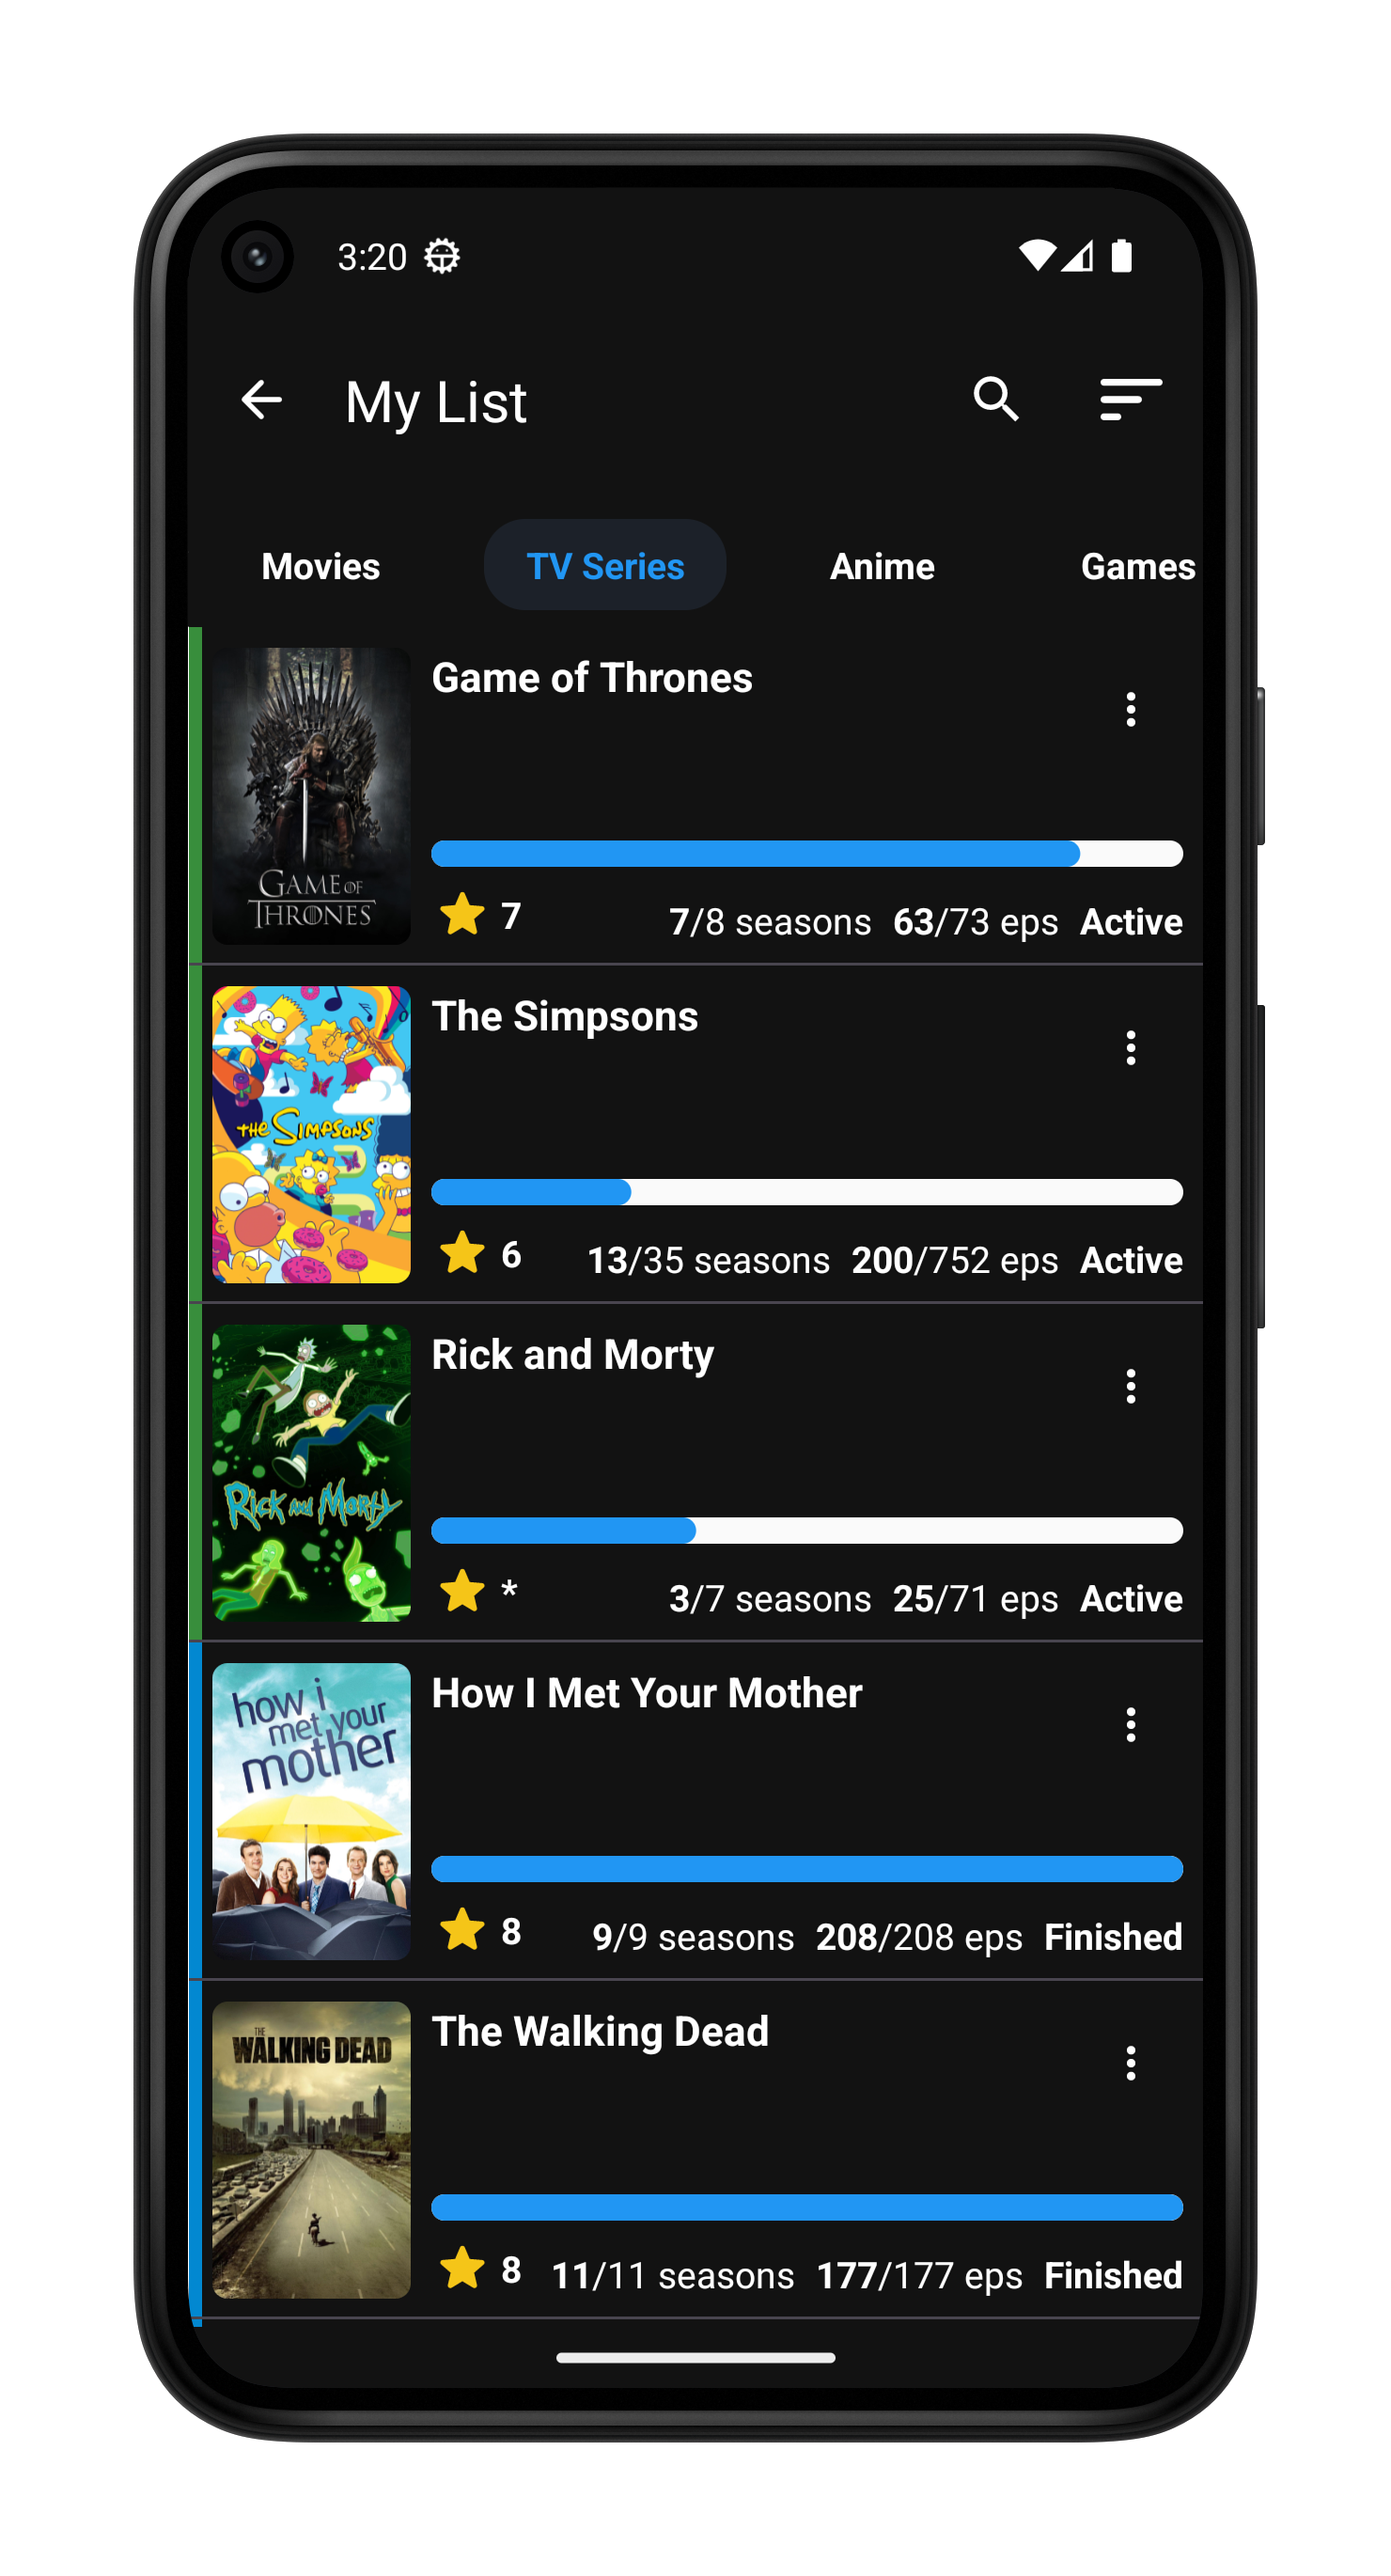 3:20
My List
Movies TV Series Anime Games
Game of Thrones
GAME OF
THRONES
7 7/8 seasons 63/73 eps Active
The Simpsons
THE SIMPSONS
6 13/35 seasons 200/752 eps Active
Rick and Morty
RICK AND MORTY
* 3/7 seasons 25/71 eps Active
How I Met Your Mother
how i
met your
mother
8 9/9 seasons 208/208 eps Finished
The Walking Dead
THE
WALKING DEAD
8 11/11 seasons 177/177 eps Finished